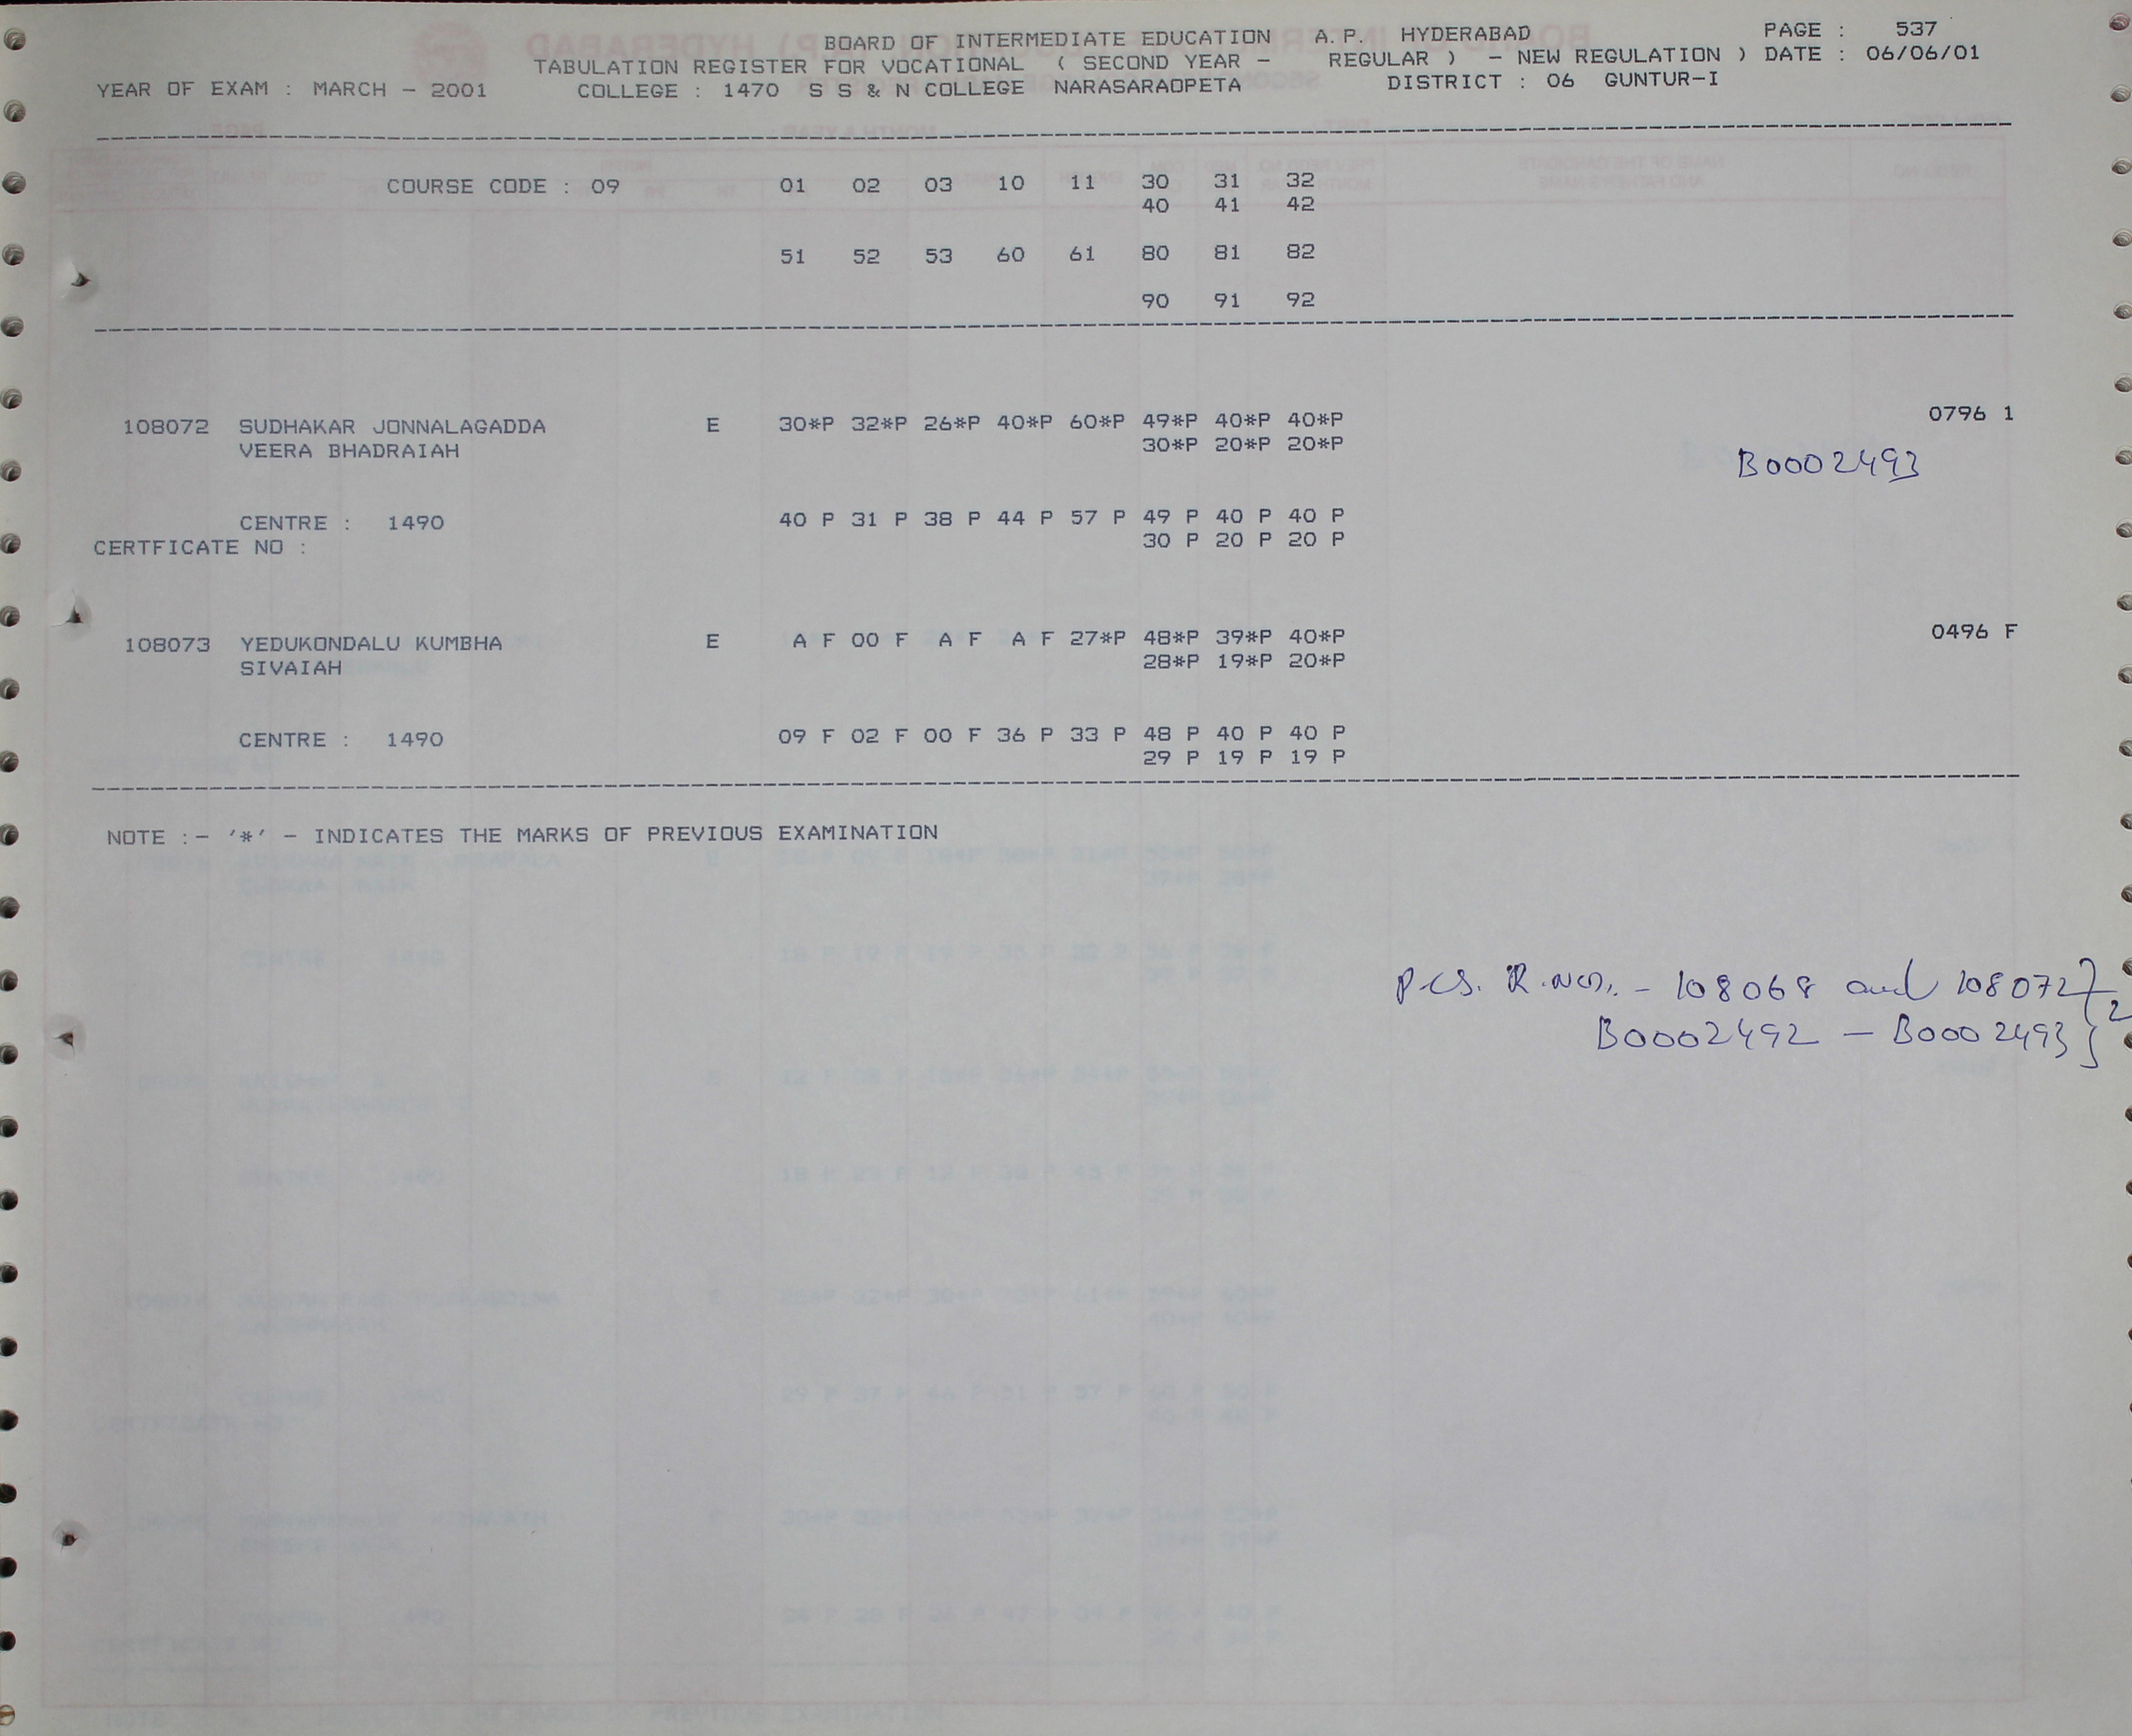 BOARD OF INTERMEDIATE EDUCATION A.P. HYDERABAD PAGE : 537
TABULATION REGISTER FOR VOCATIONAL ( SECOND YEAR - REGULAR ) - NEW REGULATION ) DATE : 06/06/01
YEAR OF EXAM : MARCH - 2001 COLLEGE : 1470 S S & N COLLEGE NARASARAOPETA DISTRICT : 06 GUNTUR-I
COURSE CODE : 09 01 02 03 10 11 30 31 32
40 41 42
51 52 53 60 61 80 81 82
90 91 92
108072 SUDHAKAR JONNALAGADDA E 30*P 32*P 26*P 40*P 60*P 49*P 40*P 40*P 0796 1
VEERA BHADRAIAH 30*P 20*P 20*P
B0002493
CENTRE : 1490 40 P 31 P 38 P 44 P 57 P 49 P 40 P 40 P
CERTFICATE NO : 30 P 20 P 20 P
108073 YEDUKONDALU KUMBHA E A F 00 F A F A F 27*P 48*P 39*P 40*P 0496 F
SIVAIAH 28*P 19*P 20*P
CENTRE : 1490 09 F 02 F 00 F 36 P 33 P 48 P 40 P 40 P
29 P 19 P 19 P
NOTE :- '*' - INDICATES THE MARKS OF PREVIOUS EXAMINATION
- 108068 and 108072 } 2
B0002492 - B0002493